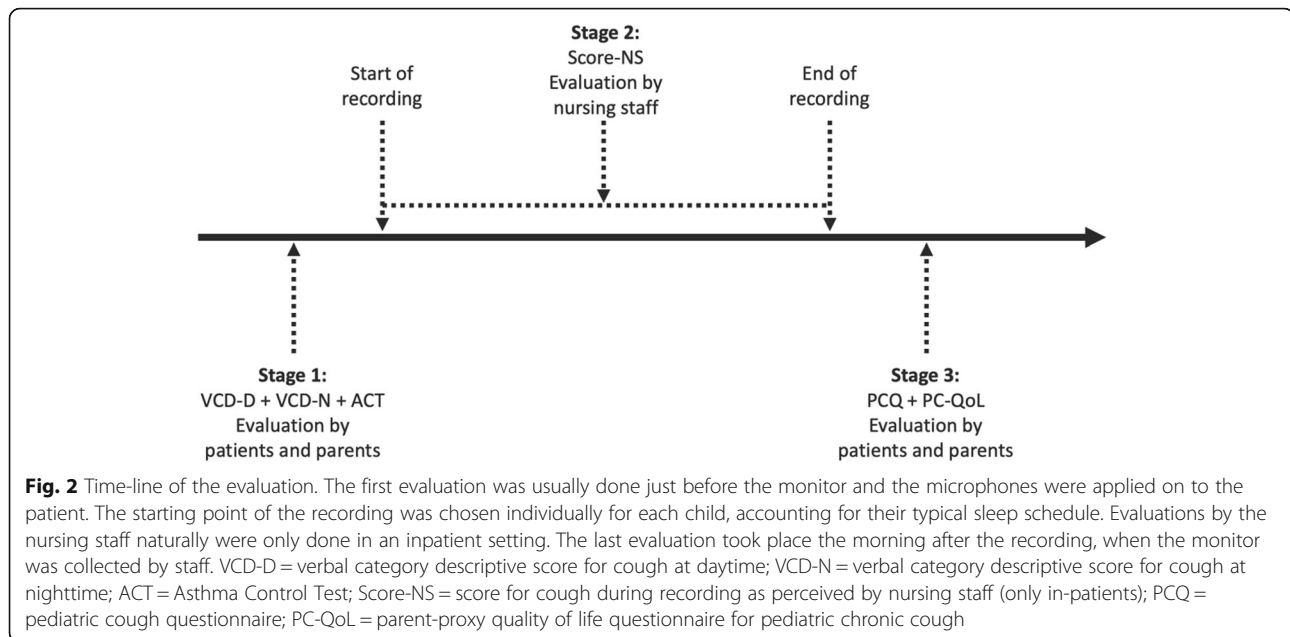 Stage 2:
Score-NS
Evaluation by
nursing staff
Start of
recording
End of
recording
Stage 1:
VCD-D + VCD-N + ACT
Evaluation by
patients and parents
Stage 3:
PCQ + PC-QoL
Evaluation by
patients and parents
Fig. 2 Time-line of the evaluation. The first evaluation was usually done just before the monitor and the microphones were applied on to the
patient. The starting point of the recording was chosen individually for each child, accounting for their typical sleep schedule. Evaluations by the
nursing staff naturally were only done in an inpatient setting. The last evaluation took place the morning after the recording, when the monitor
was collected by staff. VCD-D = verbal category descriptive score for cough at daytime; VCD-N = verbal category descriptive score for cough at
nighttime; ACT = Asthma Control Test; Score-NS = score for cough during recording as perceived by nursing staff (only in-patients); PCQ =
pediatric cough questionnaire; PC-QoL = parent-proxy quality of life questionnaire for pediatric chronic cough